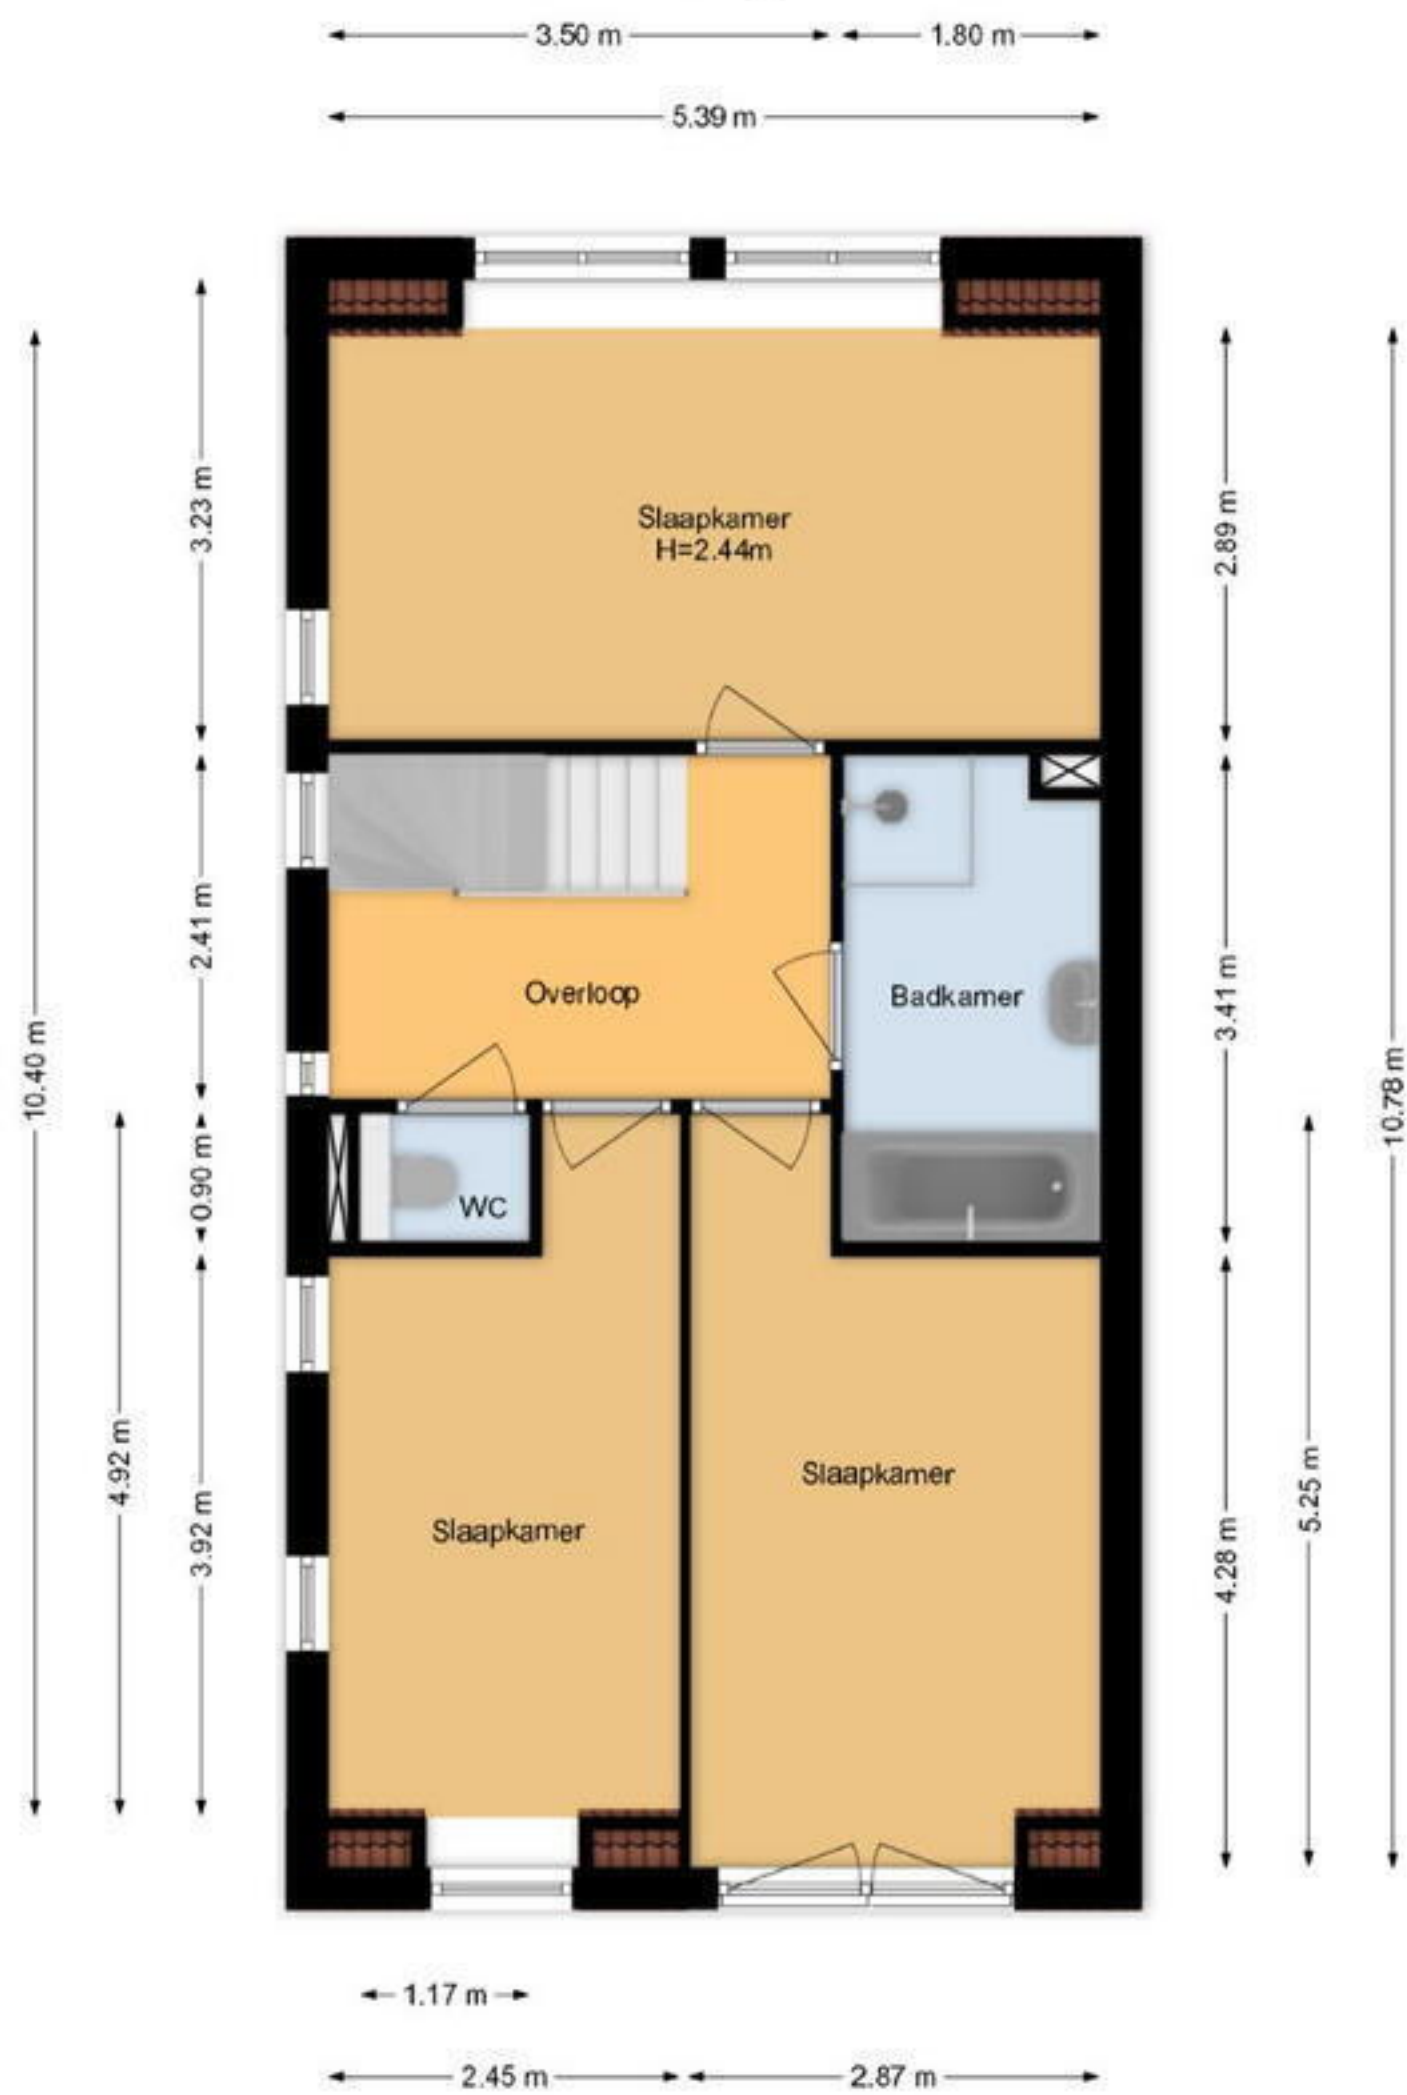 3.50 m
1.80 m
5.39 m
3.23 m
Slaapkamer
H=2.44m
2.89 m
2.41 m
Overloop
Badkamer
3.41 m
10.40 m
10.78 m
0.90 m
WC
4.92 m
3.92 m
Slaapkamer
Slaapkamer
4.28 m
5.25 m
1.17 m
2.45 m
2.87 m